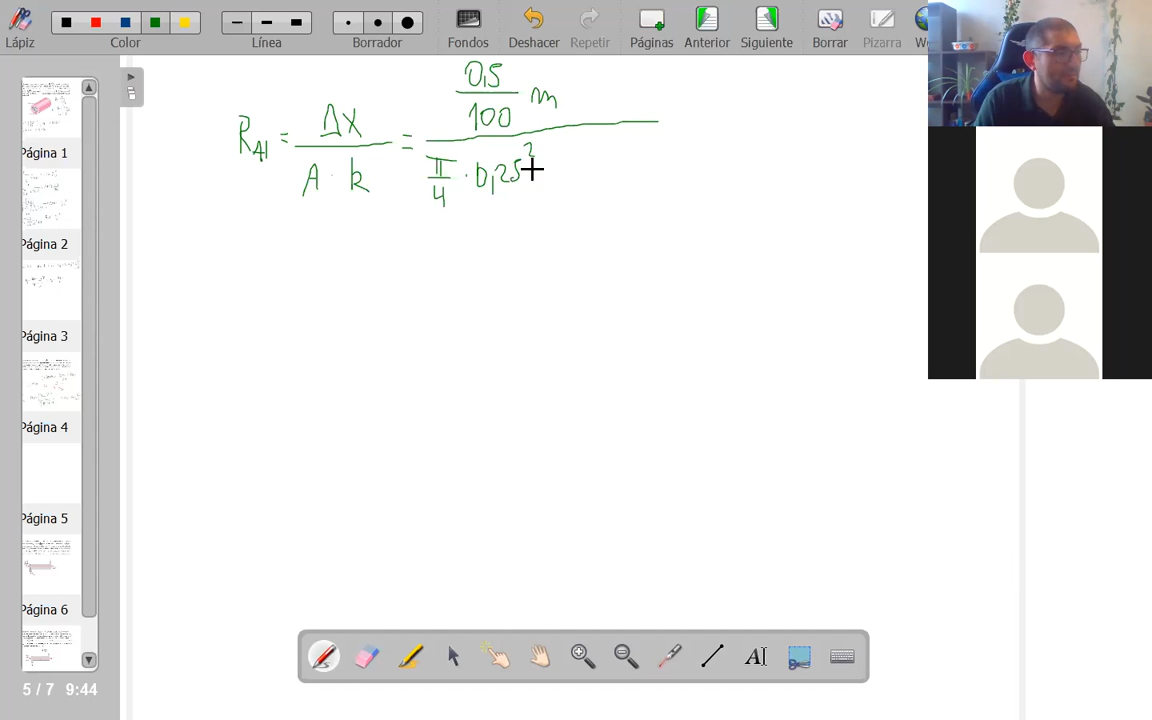 Lápiz
Color
Línea
Borrador
Fondos
Deshacer
Repetir
Páginas
Anterior
Siguiente
Borrar
Pizarra
Página 1
Página 2
Página 3
Página 4
Página 5
Página 6
5 / 7 9:44
R_Al = ΔX / (A · k) = (0,5 / 100 m) / (π/4 · 0,25²